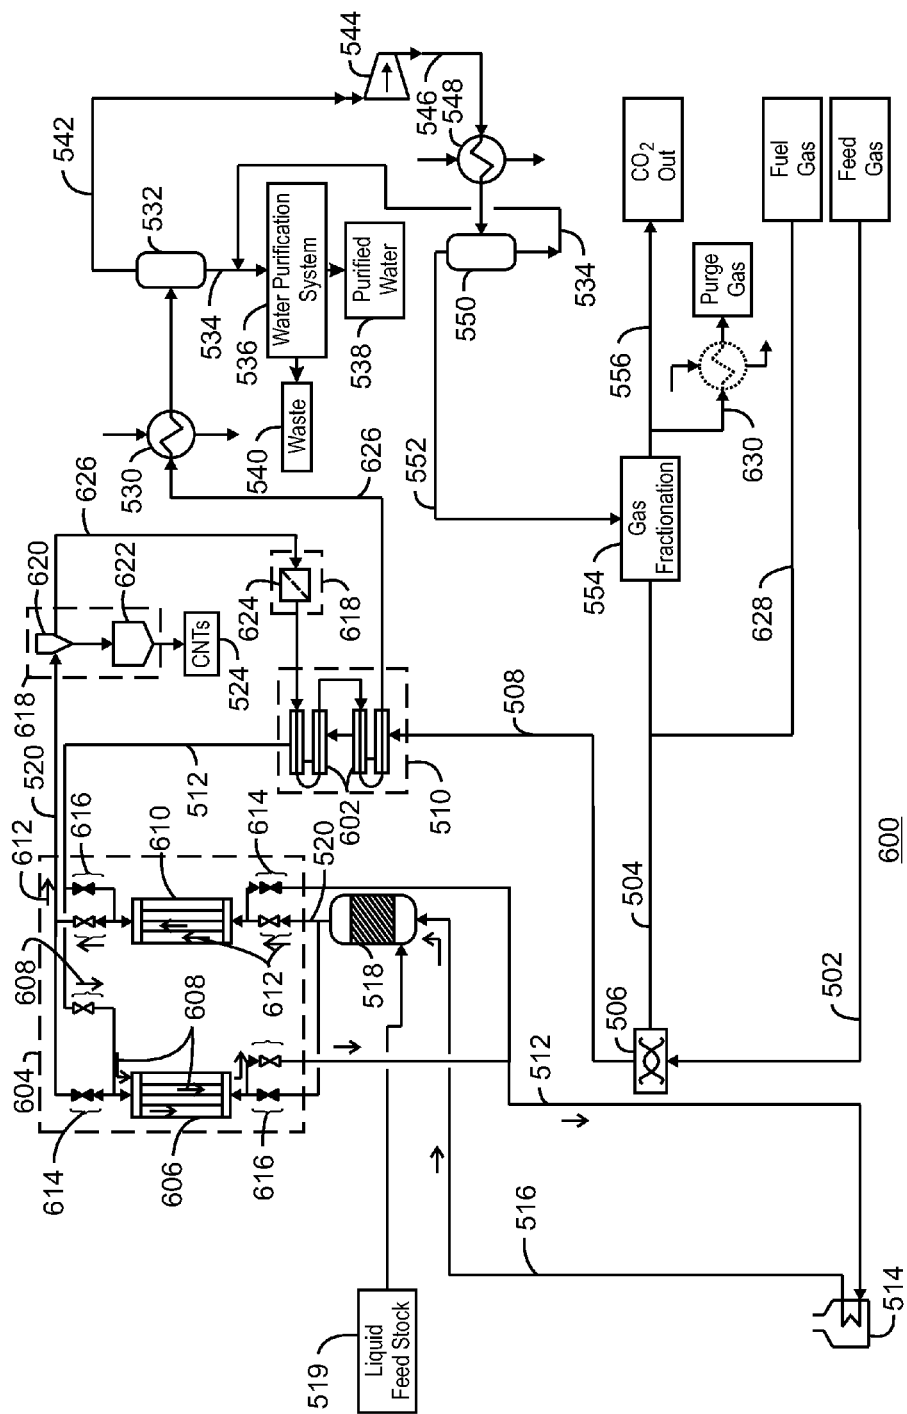 604
608
612
520
618
620
622
626
542
614
616
CNTs
530
532
606
608
610
512
524
534
616
612
614
624
540
Waste
536
Water Purification
System
519
Liquid
Feed Stock
518
520
602
618
626
538
Purified
Water
544
516
510
552
550
546
548
512
508
534
506
504
554
Gas
Fractionation
556
CO2
Out
630
Purge
Gas
502
628
Fuel
Gas
Feed
Gas
514
600